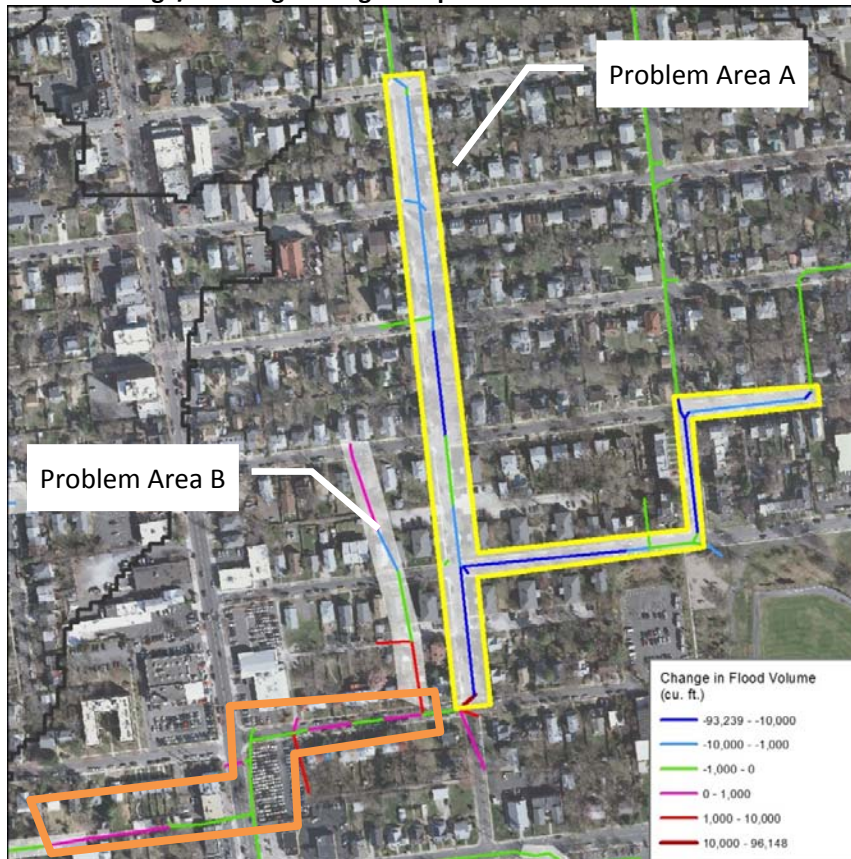 Problem Area A
Problem Area B
Change in Flood Volume
(cu. ft.)
-93,239 - -10,000
-10,000 - -1,000
-1,000 - 0
0 - 1,000
1,000 - 10,000
10,000 - 96,148